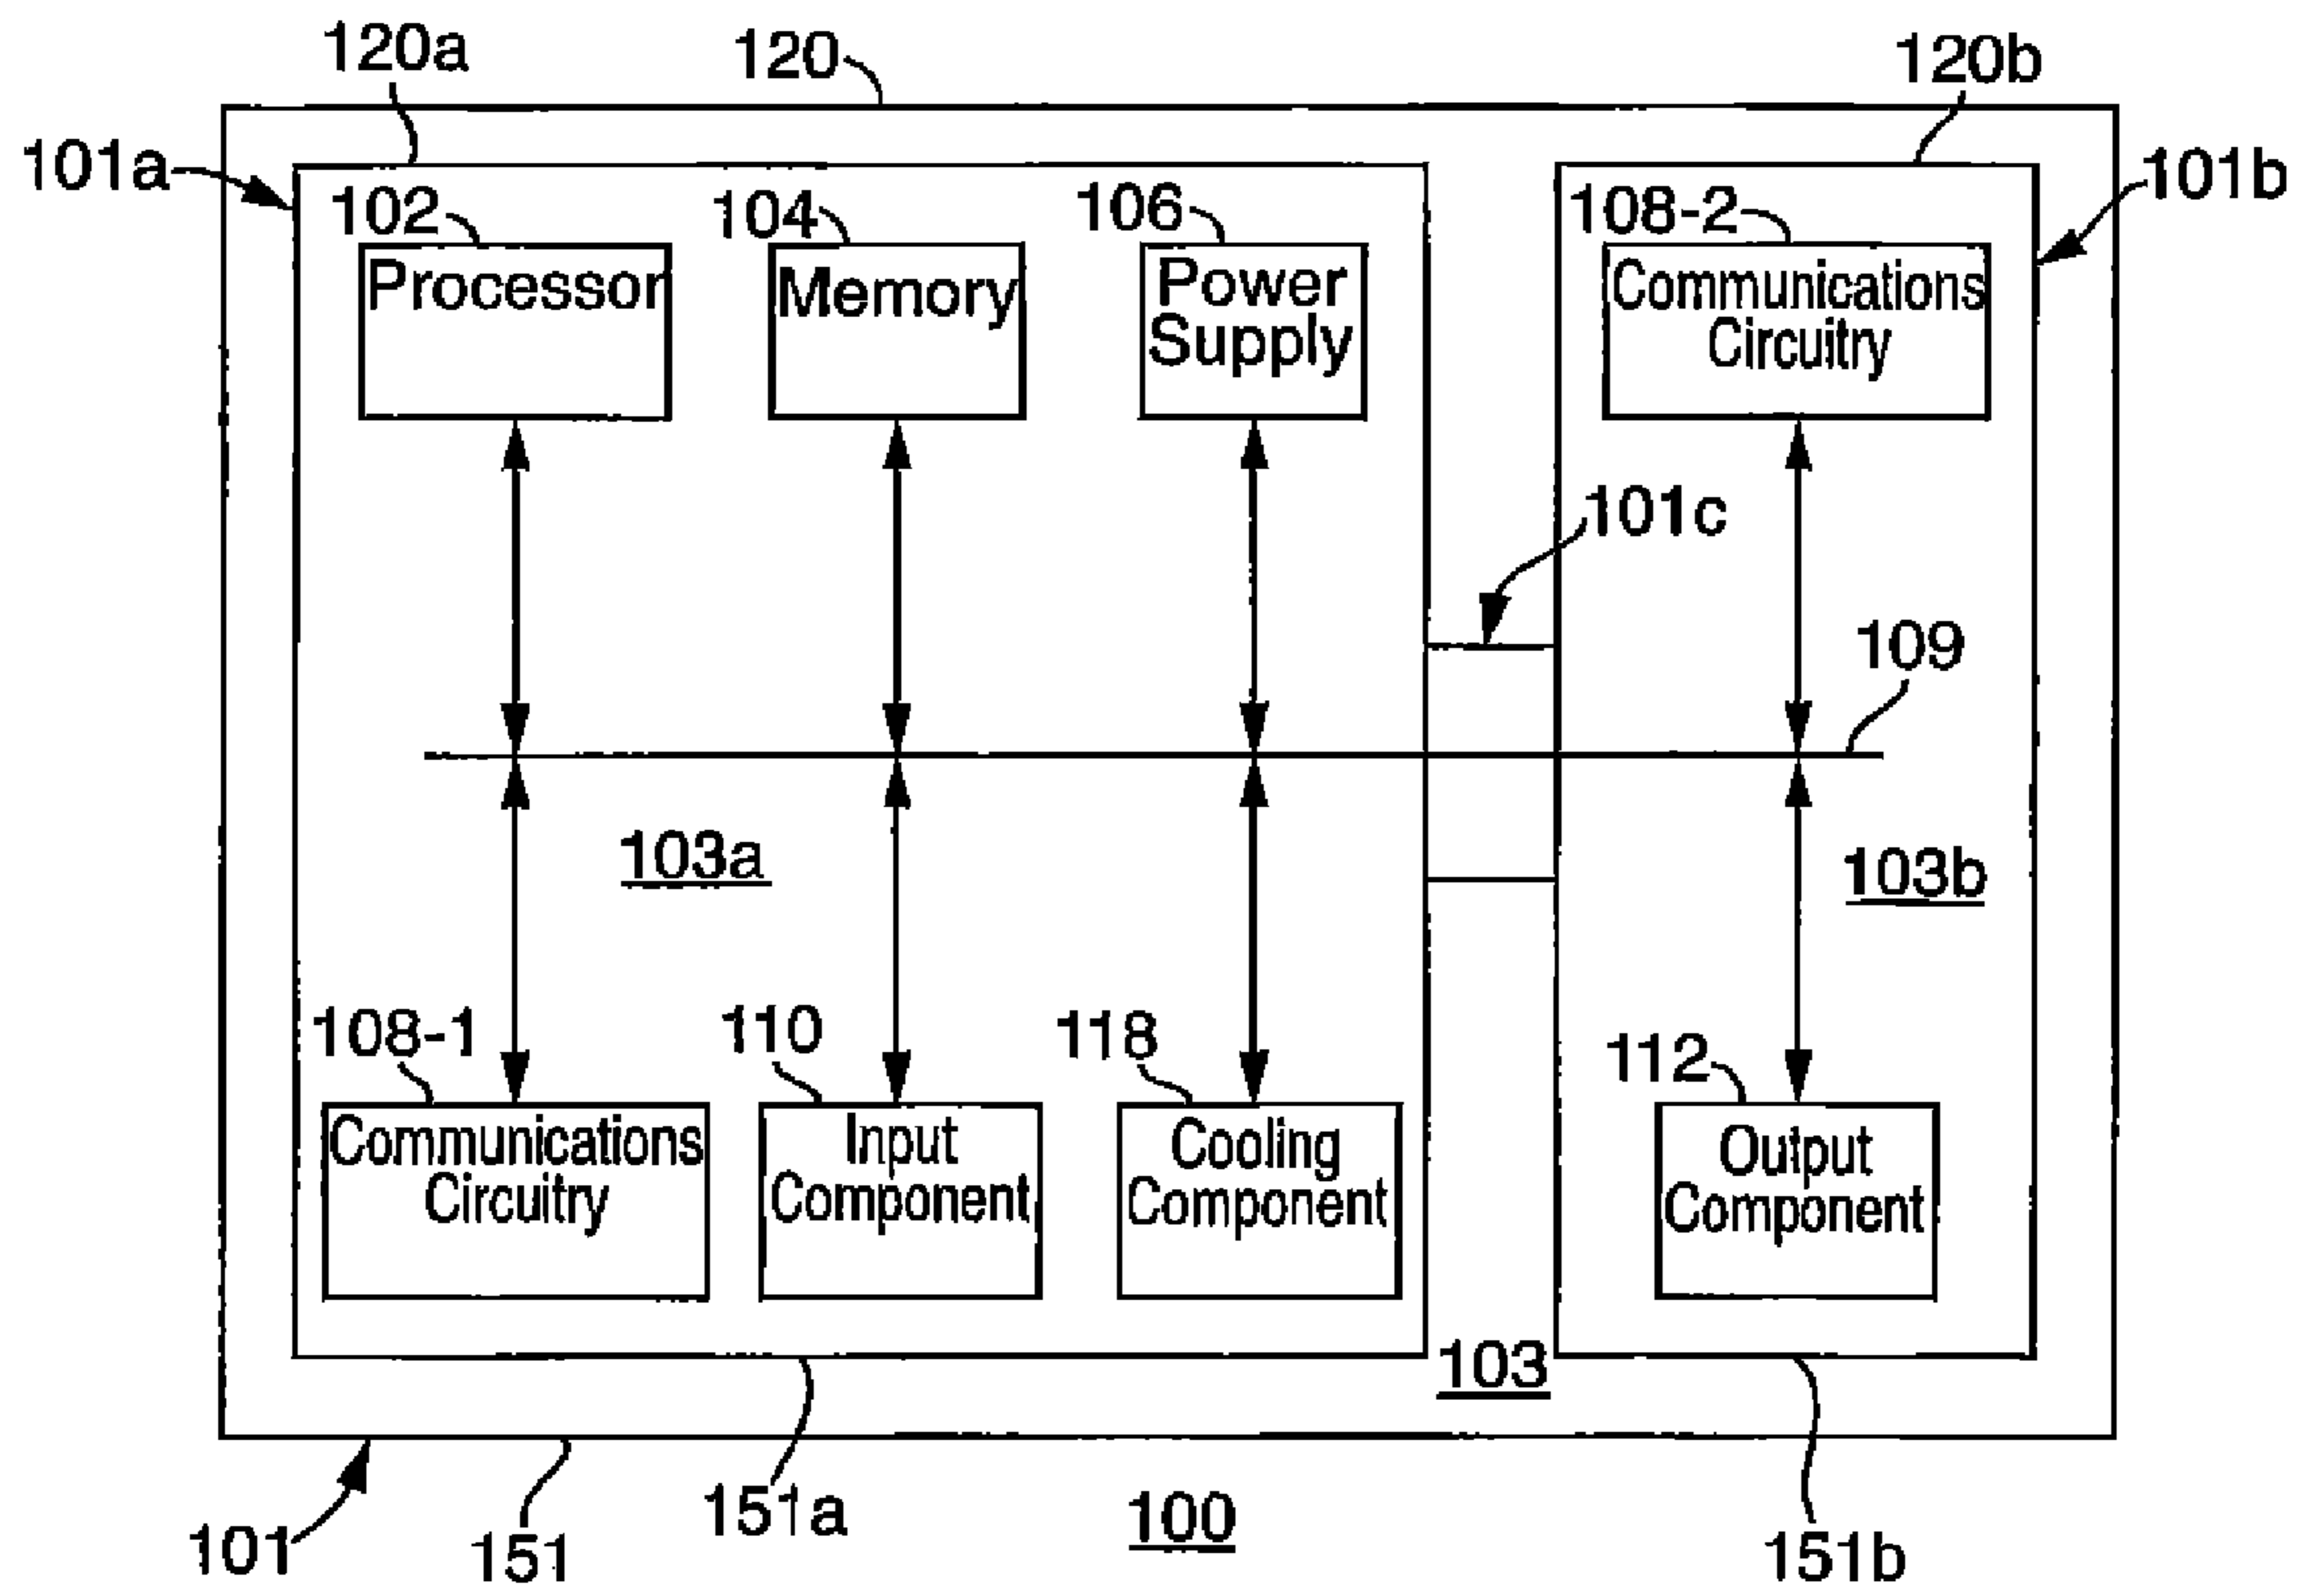 120a
120
120b
101a
101b
102
104
106
108-2
Processor
Memory
Power
Supply
Communications
Circuitry
101c
109
103a
103b
108-1
110
118
112
Communications
Circuitry
Input
Component
Cooling
Component
Output
Component
103
101
151
151a
100
151b